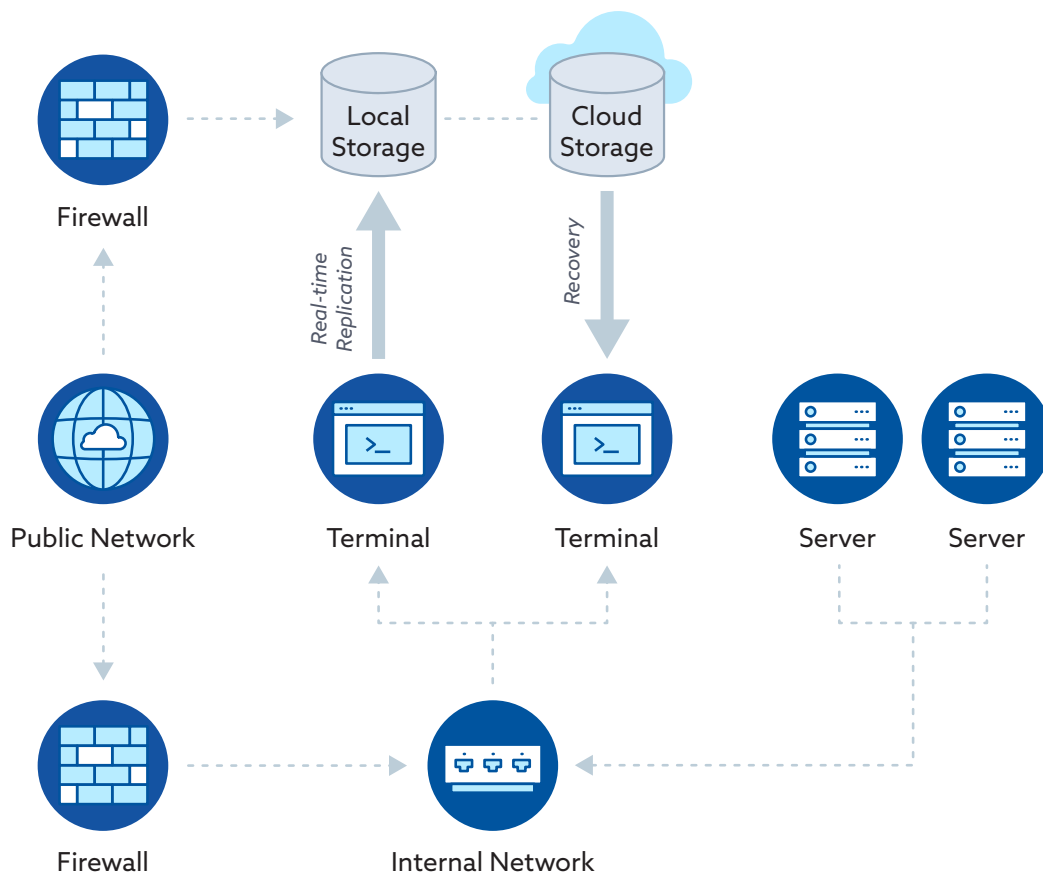 Local
Storage
Cloud
Storage
Firewall
Real-time
Replication
Recovery
>_
>_
Public Network
Terminal
Terminal
Server
Server
Firewall
Internal Network